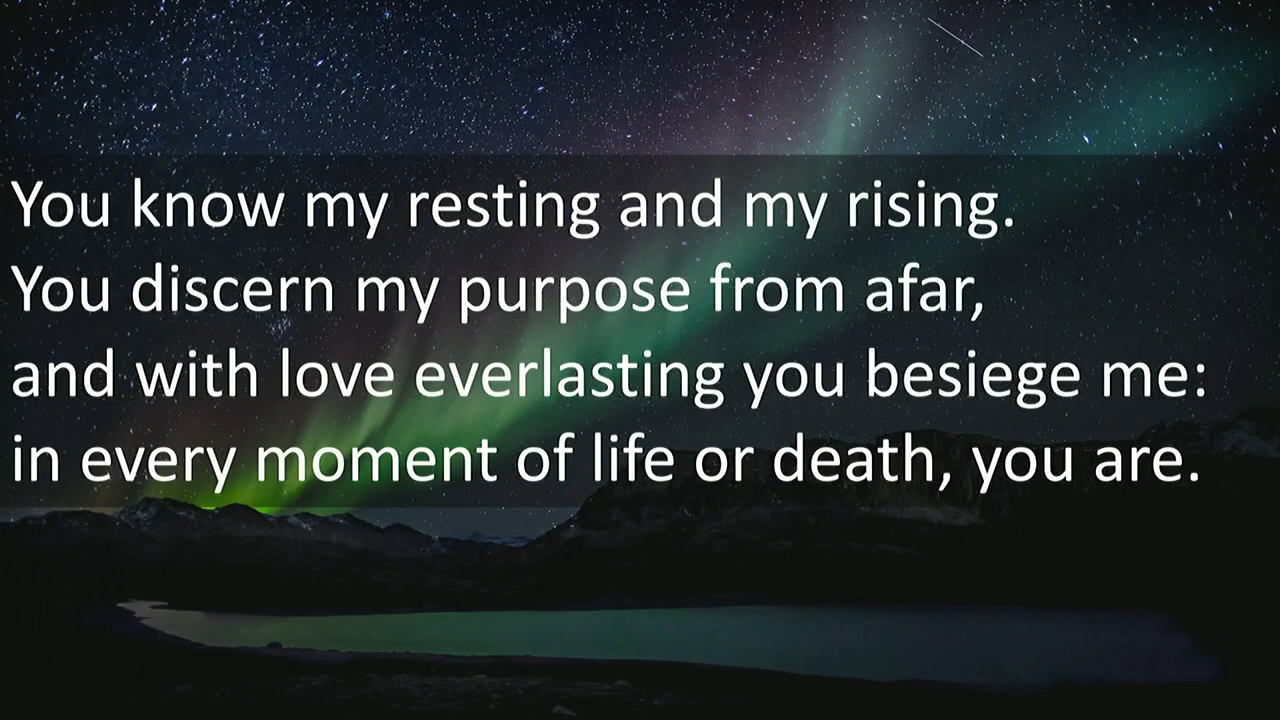 You know my resting and my rising.
You discern my purpose from afar,
and with love everlasting you besiege me:
in every moment of life or death, you are.